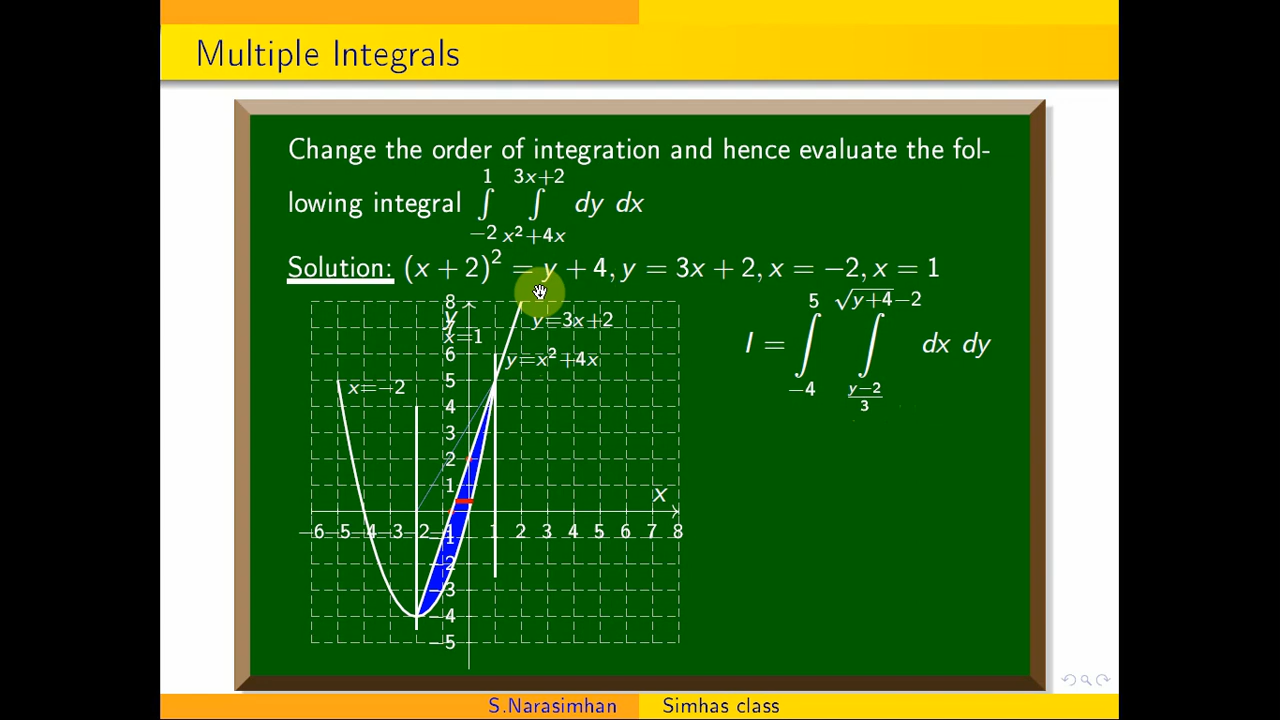 Multiple Integrals
Change the order of integration and hence evaluate the fol-
lowing integral ∫_{−2}^{1} ∫_{x²+4x}^{3x+2} dy dx
Solution: (x + 2)² = y + 4, y = 3x + 2, x = −2, x = 1
I = ∫_{−4}^{5} ∫_{(y−2)/3}^{√(y+4)−2} dx dy
8
y
7
x=1
6
5
4
3
2
1
−1
−2
−3
−4
−5
y=3x+2
y=x²+4x
x=−2
x
−6 −5 −4 −3 −2 1 2 3 4 5 6 7 8
S.Narasimhan Simhas class